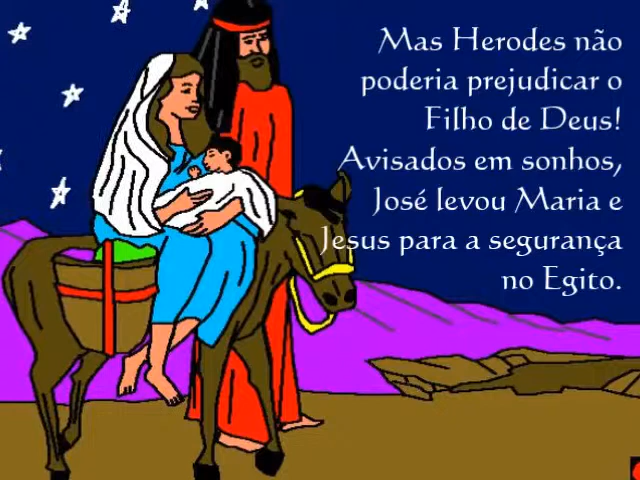 Mas Herodes não
poderia prejudicar o
Filho de Deus!
Avisados em sonhos,
José levou Maria e
Jesus para a segurança
no Egito.